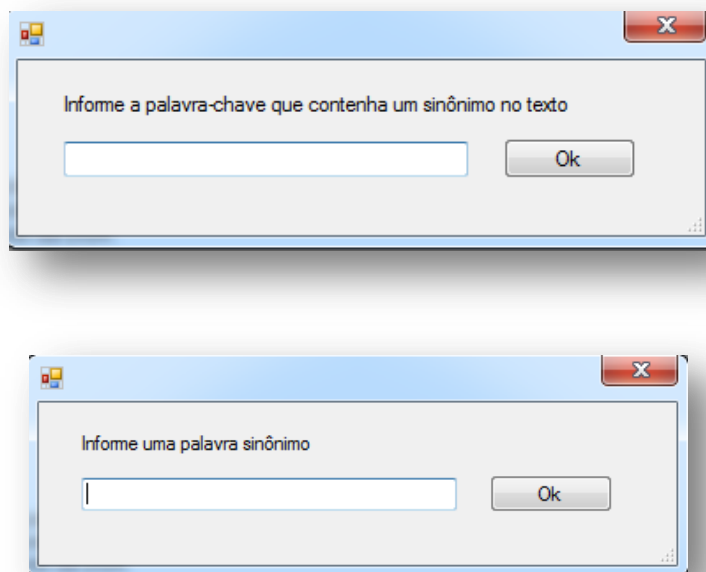 Informe a palavra-chave que contenha um sinônimo no texto
Ok
Informe uma palavra sinônimo
Ok